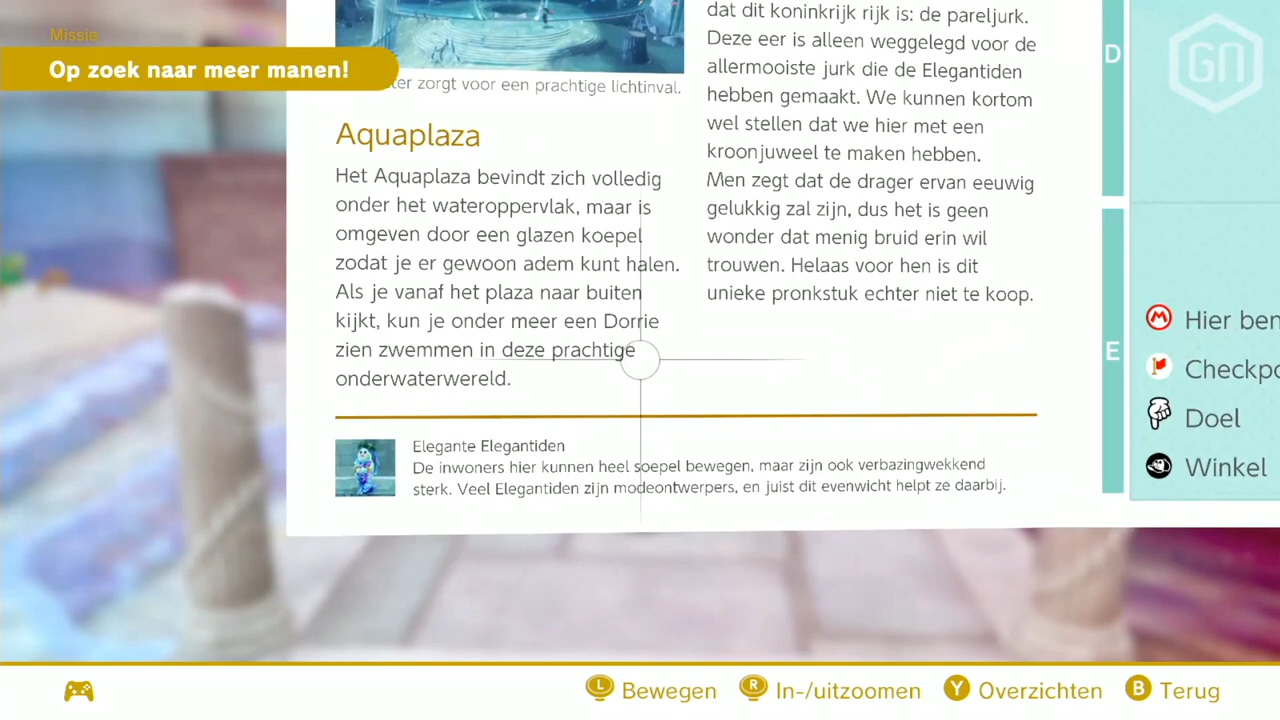 Missie
Op zoek naar meer manen!
ter zorgt voor een prachtige lichtinval.
Aquaplaza
Het Aquaplaza bevindt zich volledig
onder het wateroppervlak, maar is
omgeven door een glazen koepel
zodat je er gewoon adem kunt halen.
Als je vanaf het plaza naar buiten
kijkt, kun je onder meer een Dorrie
zien zwemmen in deze prachtige
onderwaterwereld.
dat dit koninkrijk rijk is: de pareljurk.
Deze eer is alleen weggelegd voor de
allermooiste jurk die de Elegantiden
hebben gemaakt. We kunnen kortom
wel stellen dat we hier met een
kroonjuweel te maken hebben.
Men zegt dat de drager ervan eeuwig
gelukkig zal zijn, dus het is geen
wonder dat menig bruid erin wil
trouwen. Helaas voor hen is dit
unieke pronkstuk echter niet te koop.
Elegante Elegantiden
De inwoners hier kunnen heel soepel bewegen, maar zijn ook verbazingwekkend
sterk. Veel Elegantiden zijn modeontwerpers, en juist dit evenwicht helpt ze daarbij.
D
E
GN
Hier ben
Checkpo
Doel
Winkel
L Bewegen
R In-/uitzoomen
Y Overzichten
B Terug